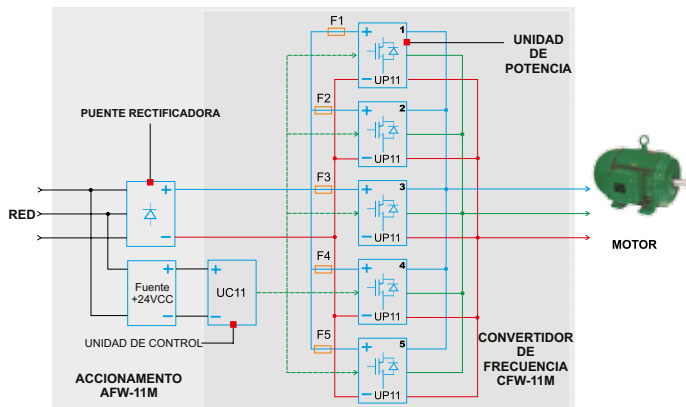 F1
+
1
UNIDAD
DE
POTENCIA
−
UP11
F2
+
2
−
UP11
PUENTE RECTIFICADORA
F3
+
3
−
UP11
+
−
RED
MOTOR
F4
+
4
−
UP11
+
−
Fuente
+24VCC
+
−
UC11
UNIDAD DE CONTROL
F5
+
5
−
UP11
CONVERTIDOR
DE
FRECUENCIA
CFW-11M
ACCIONAMENTO
AFW-11M